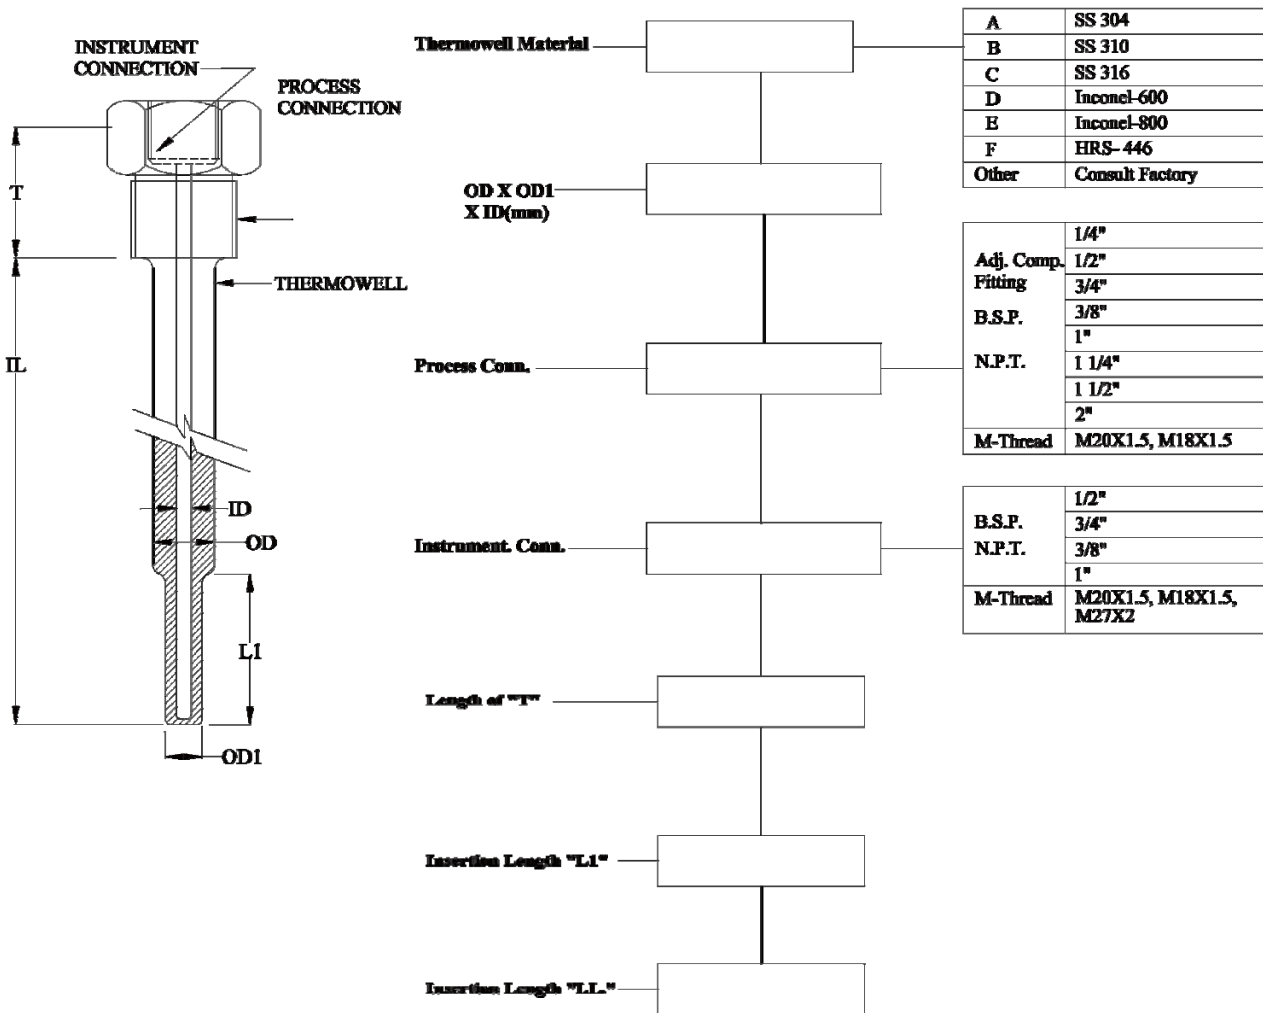 INSTRUMENT
CONNECTION
PROCESS
CONNECTION
T
THERMOWELL
IL
ID
OD
L1
OD1
Thermowell Material
A SS 304
B SS 310
C SS 316
D Inconel-600
E Inconel-800
F HRS-446
Other Consult Factory
OD X OD1
X ID(mm)
Process Conn.
Adj. Comp.
Fitting
B.S.P.
N.P.T.
1/4"
1/2"
3/4"
3/8"
1"
1 1/4"
1 1/2"
2"
M-Thread M20X1.5, M18X1.5
Instrument. Conn.
B.S.P.
N.P.T.
1/2"
3/4"
3/8"
1"
M-Thread M20X1.5, M18X1.5,
M27X2
Length of "T"
Insertion Length "L1"
Insertion Length "I.L."